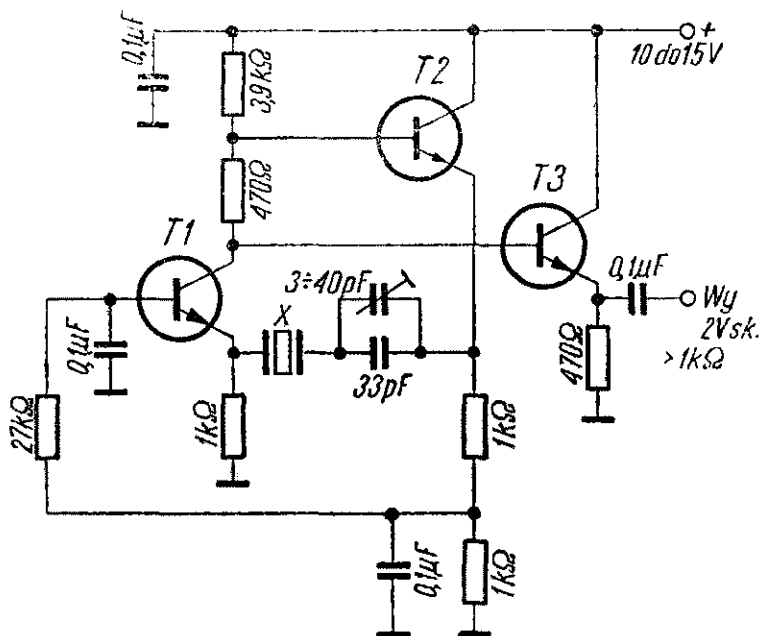 0,1µF
3,9kΩ
10 do 15V
+
T2
470Ω
T3
T1
3÷40pF
0,1µF
Wy
2Vsk.
>1kΩ
X
0,1µF
33pF
470Ω
27kΩ
1kΩ
1kΩ
0,1µF
1kΩ